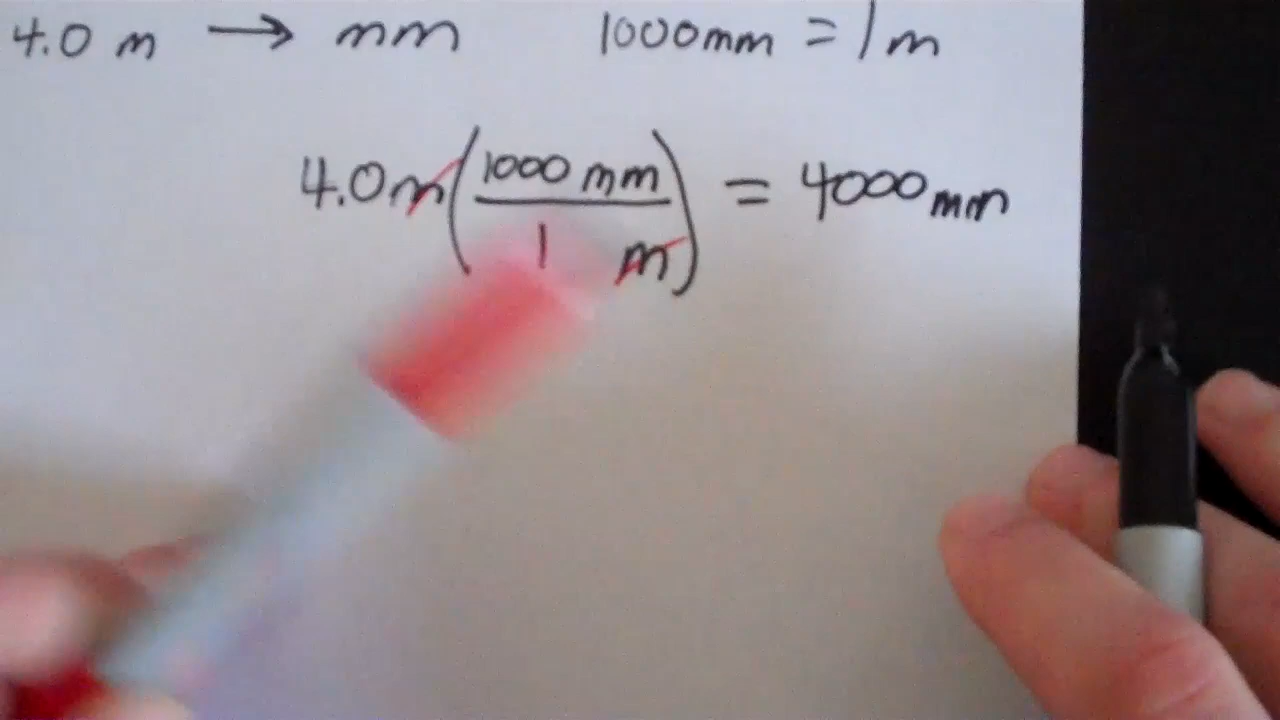 4.0 m → mm 1000mm = 1m
4.0m(1000 mm / 1 m) = 4000mm